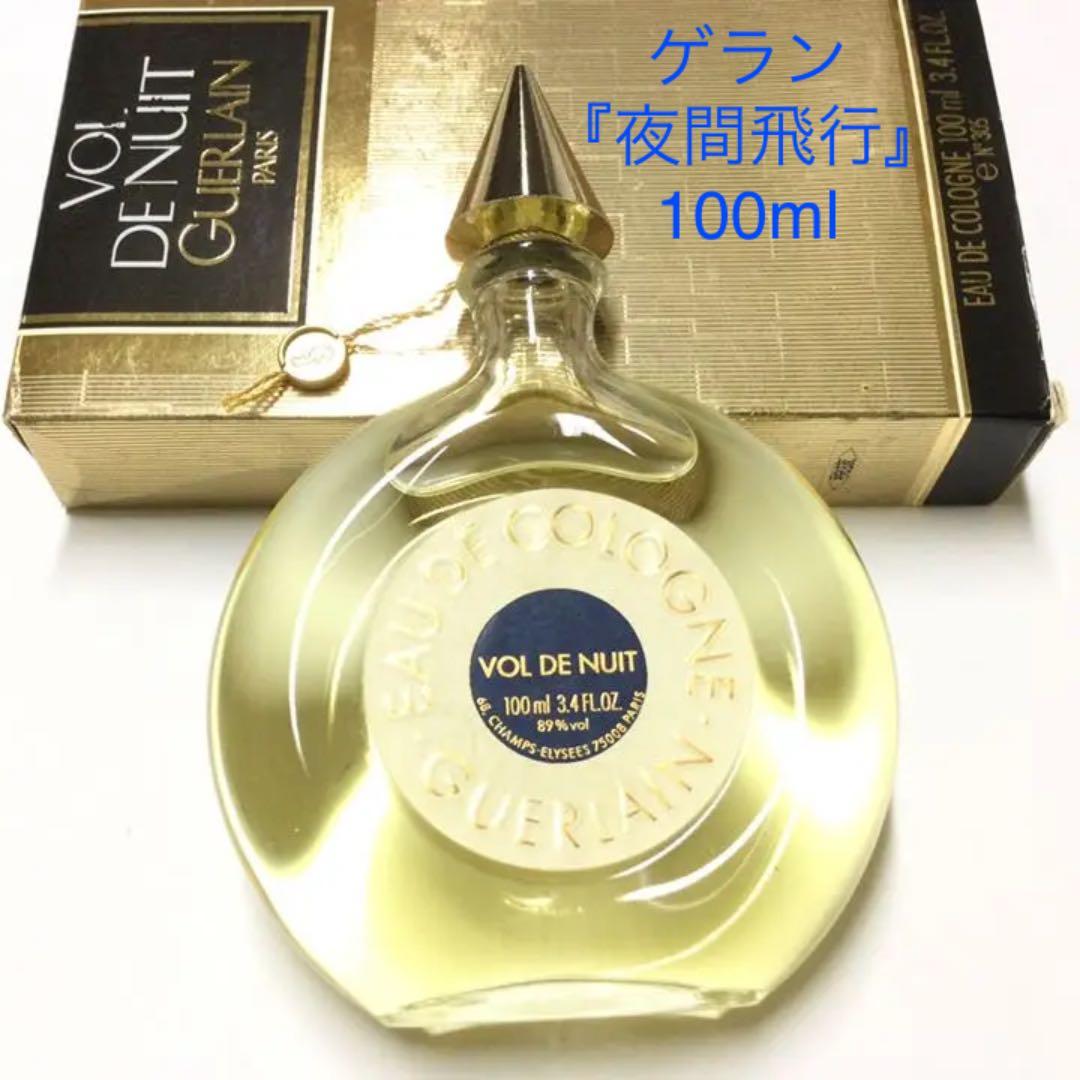 ゲラン
『夜間飛行』
100ml
VOL
DE NUIT
GUERLAIN
PARIS
EAU DE COLOGNE 100 ml 3.4 FL.OZ.
e N° 305
EAU DE COLOGNE
VOL DE NUIT
100 ml 3.4 FL.OZ.
89% vol
68, CHAMPS-ELYSEES 75008 PARIS
· GUERLAIN ·